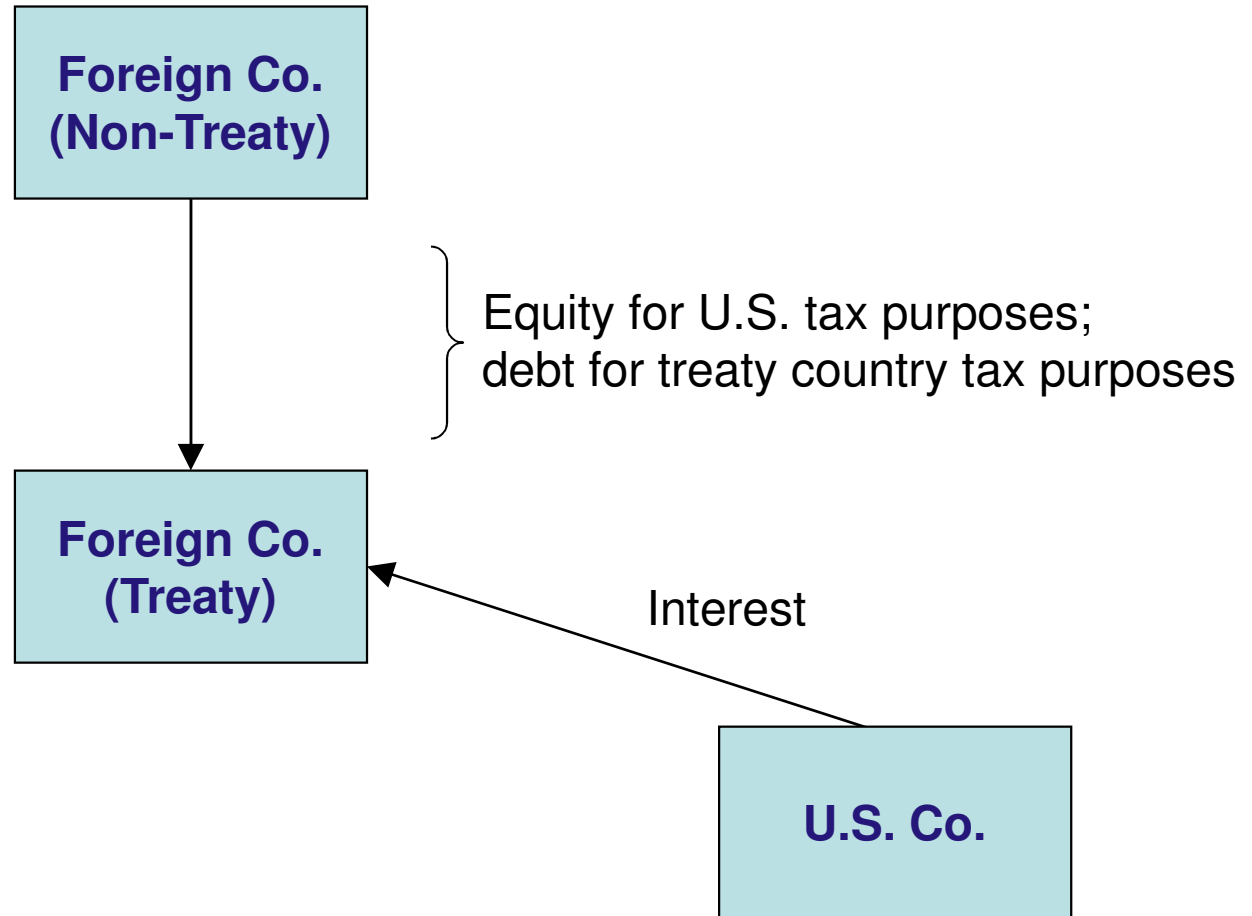 Foreign Co.
(Non-Treaty)
Equity for U.S. tax purposes;
debt for treaty country tax purposes
Foreign Co.
(Treaty)
Interest
U.S. Co.